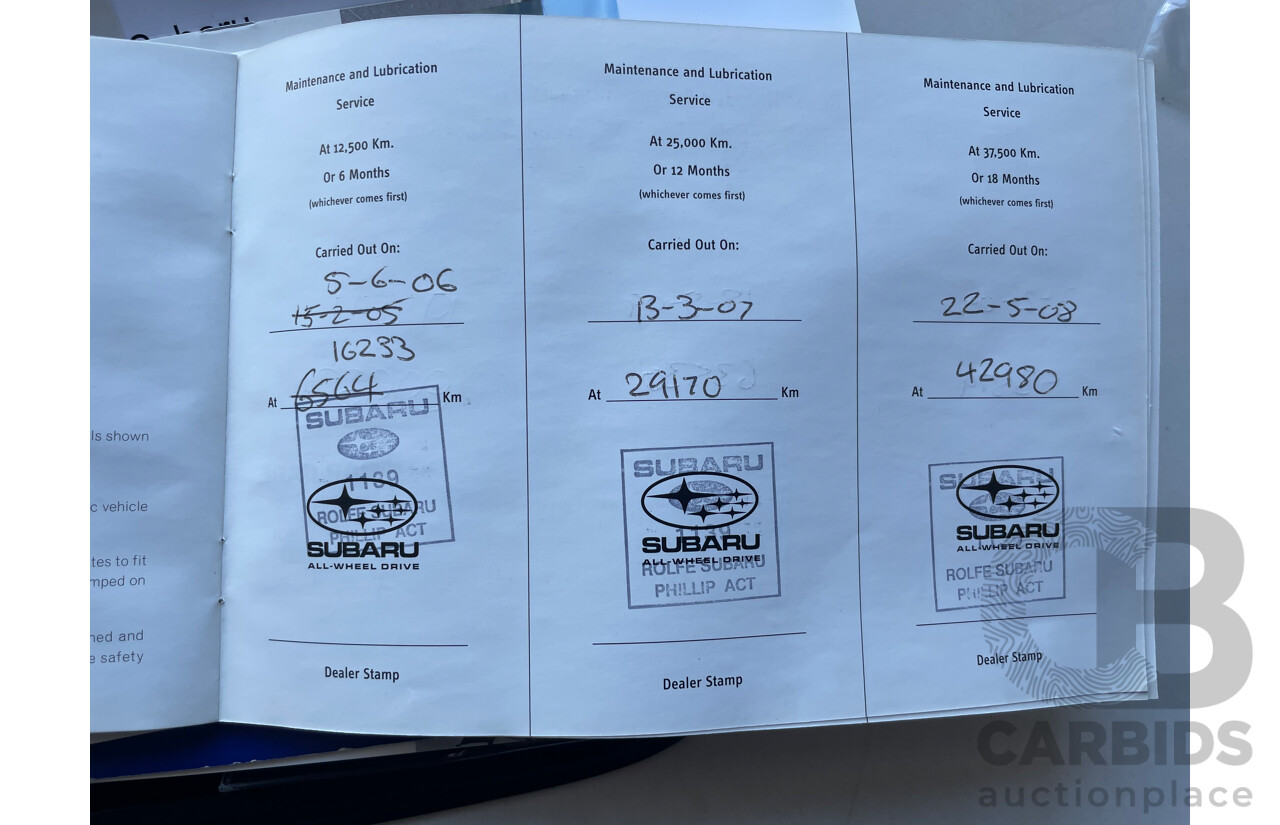 Subaru
ls shown
c vehicle
tes to fit
mped on
ned and
e safety
Maintenance and Lubrication
Service
At 12,500 Km.
Or 6 Months
(whichever comes first)
Carried Out On:
5-6-06
15-2-05
16233
At 6564 Km
SUBARU
1139
ROLFE SUBARU
PHILLIP ACT
SUBARU
ALL-WHEEL DRIVE
Dealer Stamp
Maintenance and Lubrication
Service
At 25,000 Km.
Or 12 Months
(whichever comes first)
Carried Out On:
13-3-07
At 29170 Km
SUBARU
1139
SUBARU
ALL-WHEEL DRIVE
ROLFE SUBARU
PHILLIP ACT
Dealer Stamp
Maintenance and Lubrication
Service
At 37,500 Km.
Or 18 Months
(whichever comes first)
Carried Out On:
22-5-08
At 42980 Km
SUBARU
SUBARU
ALL-WHEEL DRIVE
ROLFE SUBARU
PHILLIP ACT
Dealer Stamp
B
CARBIDS
auctionplace